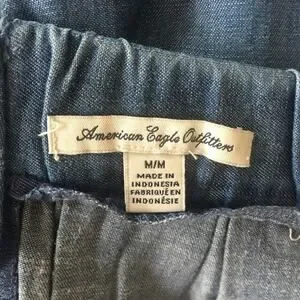 American Eagle Outfitters
M/M
MADE IN
INDONESIA
FABRIQUÉ EN
INDONÉSIE